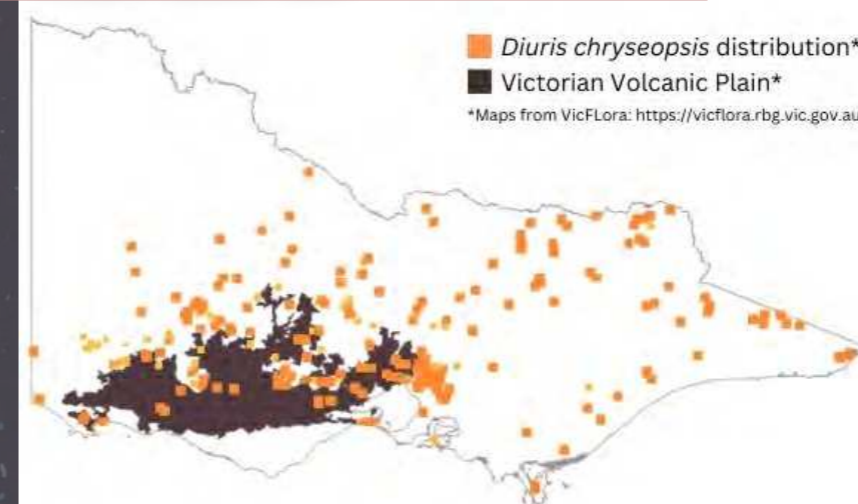 Diuris chryseopsis distribution*
Victorian Volcanic Plain*
*Maps from VicFLora: https://vicflora.rbg.vic.gov.au